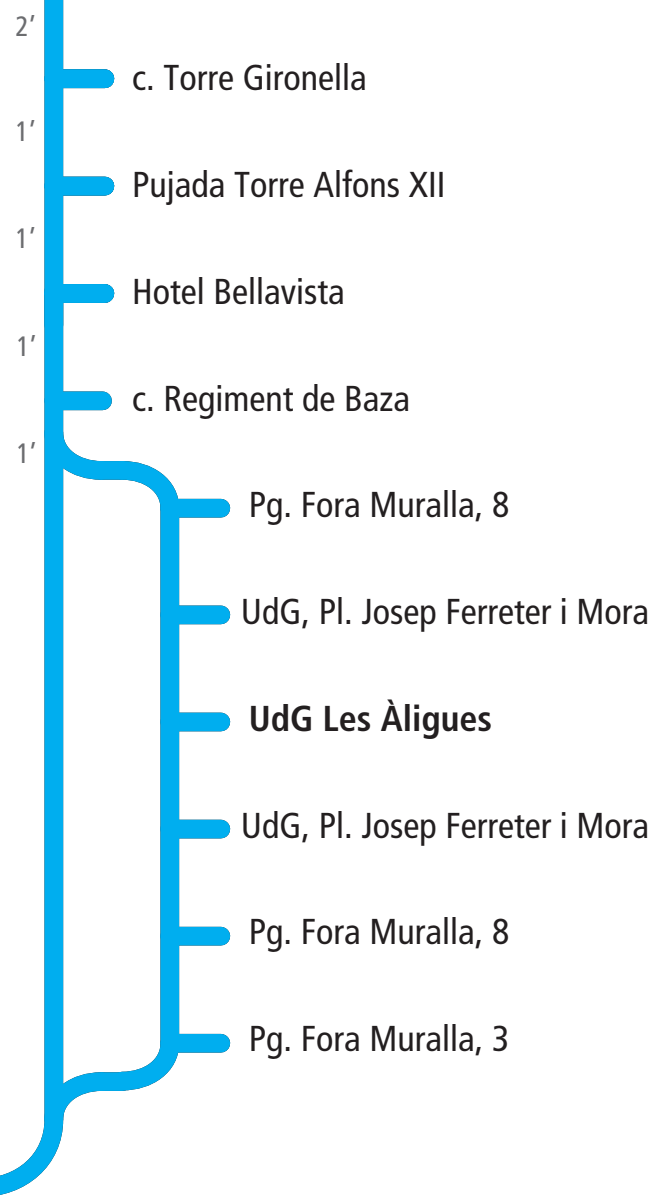 2’
c. Torre Gironella
1’
Pujada Torre Alfons XII
1’
Hotel Bellavista
1’
c. Regiment de Baza
1’
Pg. Fora Muralla, 8
UdG, Pl. Josep Ferreter i Mora
UdG Les Àligues
UdG, Pl. Josep Ferreter i Mora
Pg. Fora Muralla, 8
Pg. Fora Muralla, 3